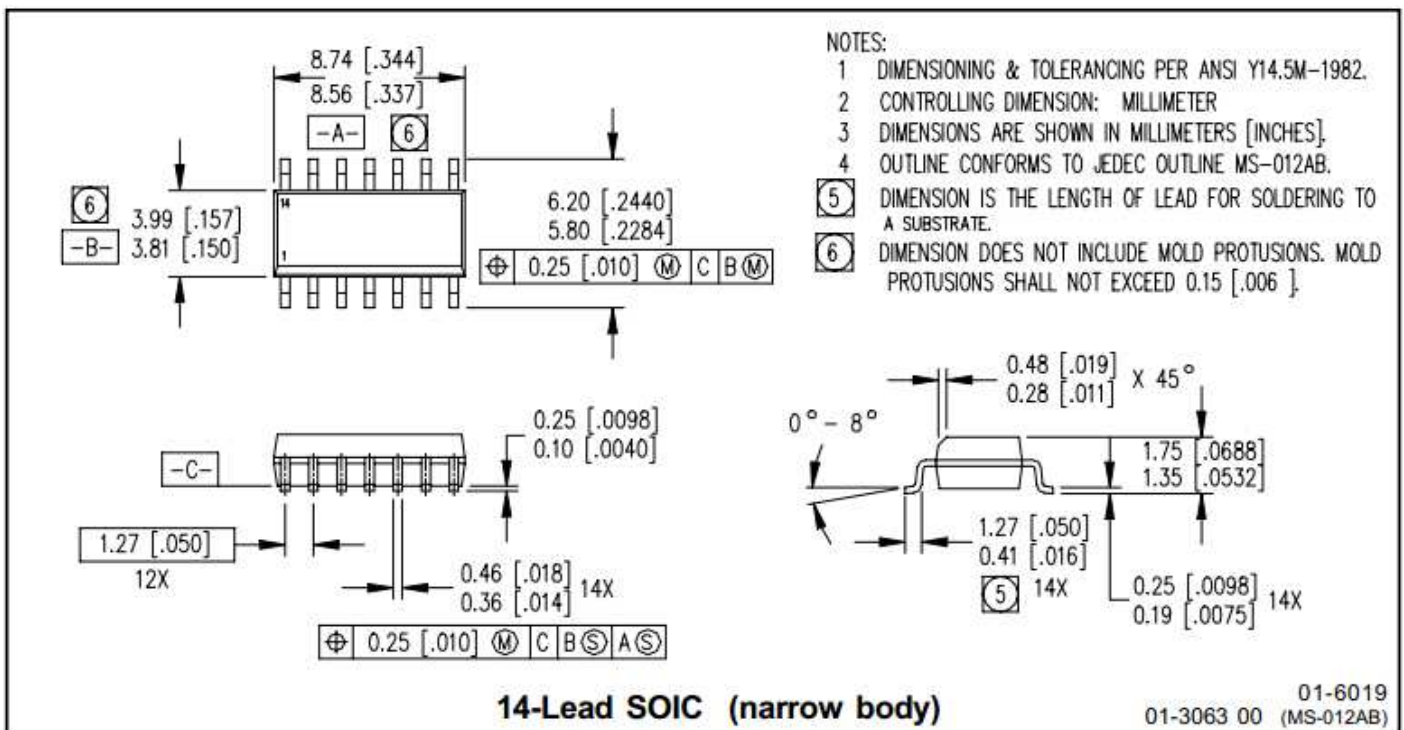 8.74 [.344]
8.56 [.337]
-A- 6
6
3.99 [.157]
-B- 3.81 [.150]
14
1
6.20 [.2440]
5.80 [.2284]
⌖ 0.25 [.010] Ⓜ C B Ⓜ
NOTES:
1 DIMENSIONING & TOLERANCING PER ANSI Y14.5M-1982.
2 CONTROLLING DIMENSION: MILLIMETER
3 DIMENSIONS ARE SHOWN IN MILLIMETERS [INCHES].
4 OUTLINE CONFORMS TO JEDEC OUTLINE MS-012AB.
5 DIMENSION IS THE LENGTH OF LEAD FOR SOLDERING TO
A SUBSTRATE.
6 DIMENSION DOES NOT INCLUDE MOLD PROTUSIONS. MOLD
PROTUSIONS SHALL NOT EXCEED 0.15 [.006 ].
-C-
0.25 [.0098]
0.10 [.0040]
1.27 [.050]
12X
0.46 [.018]
0.36 [.014] 14X
⌖ 0.25 [.010] Ⓜ C B Ⓢ A Ⓢ
0.48 [.019]
0.28 [.011] X 45°
0°- 8°
1.75 [.0688]
1.35 [.0532]
1.27 [.050]
0.41 [.016]
5 14X
0.25 [.0098]
0.19 [.0075] 14X
14-Lead SOIC (narrow body)
01-6019
01-3063 00 (MS-012AB)